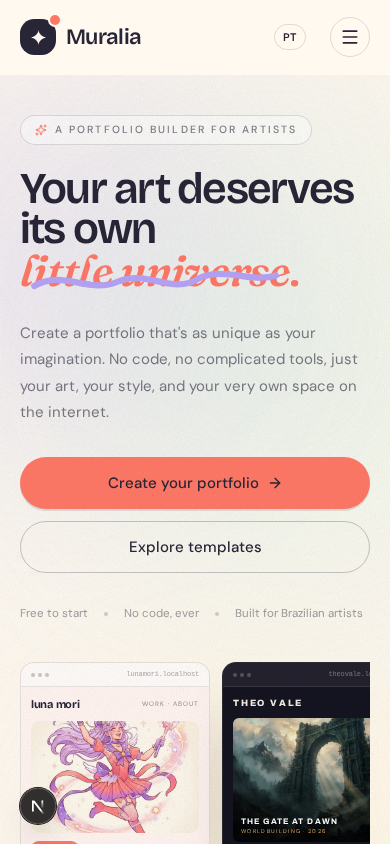 Muralia
PT
A PORTFOLIO BUILDER FOR ARTISTS
Your art deserves
its own
little universe.
Create a portfolio that's as unique as your
imagination. No code, no complicated tools, just
your art, your style, and your very own space on
the internet.
Create your portfolio →
Explore templates
Free to start • No code, ever • Built for Brazilian artists
lunamori.localhost
theovale.l
luna mori
WORK · ABOUT
THEO VALE
THE GATE AT DAWN
WORLD BUILDING · 2026
N